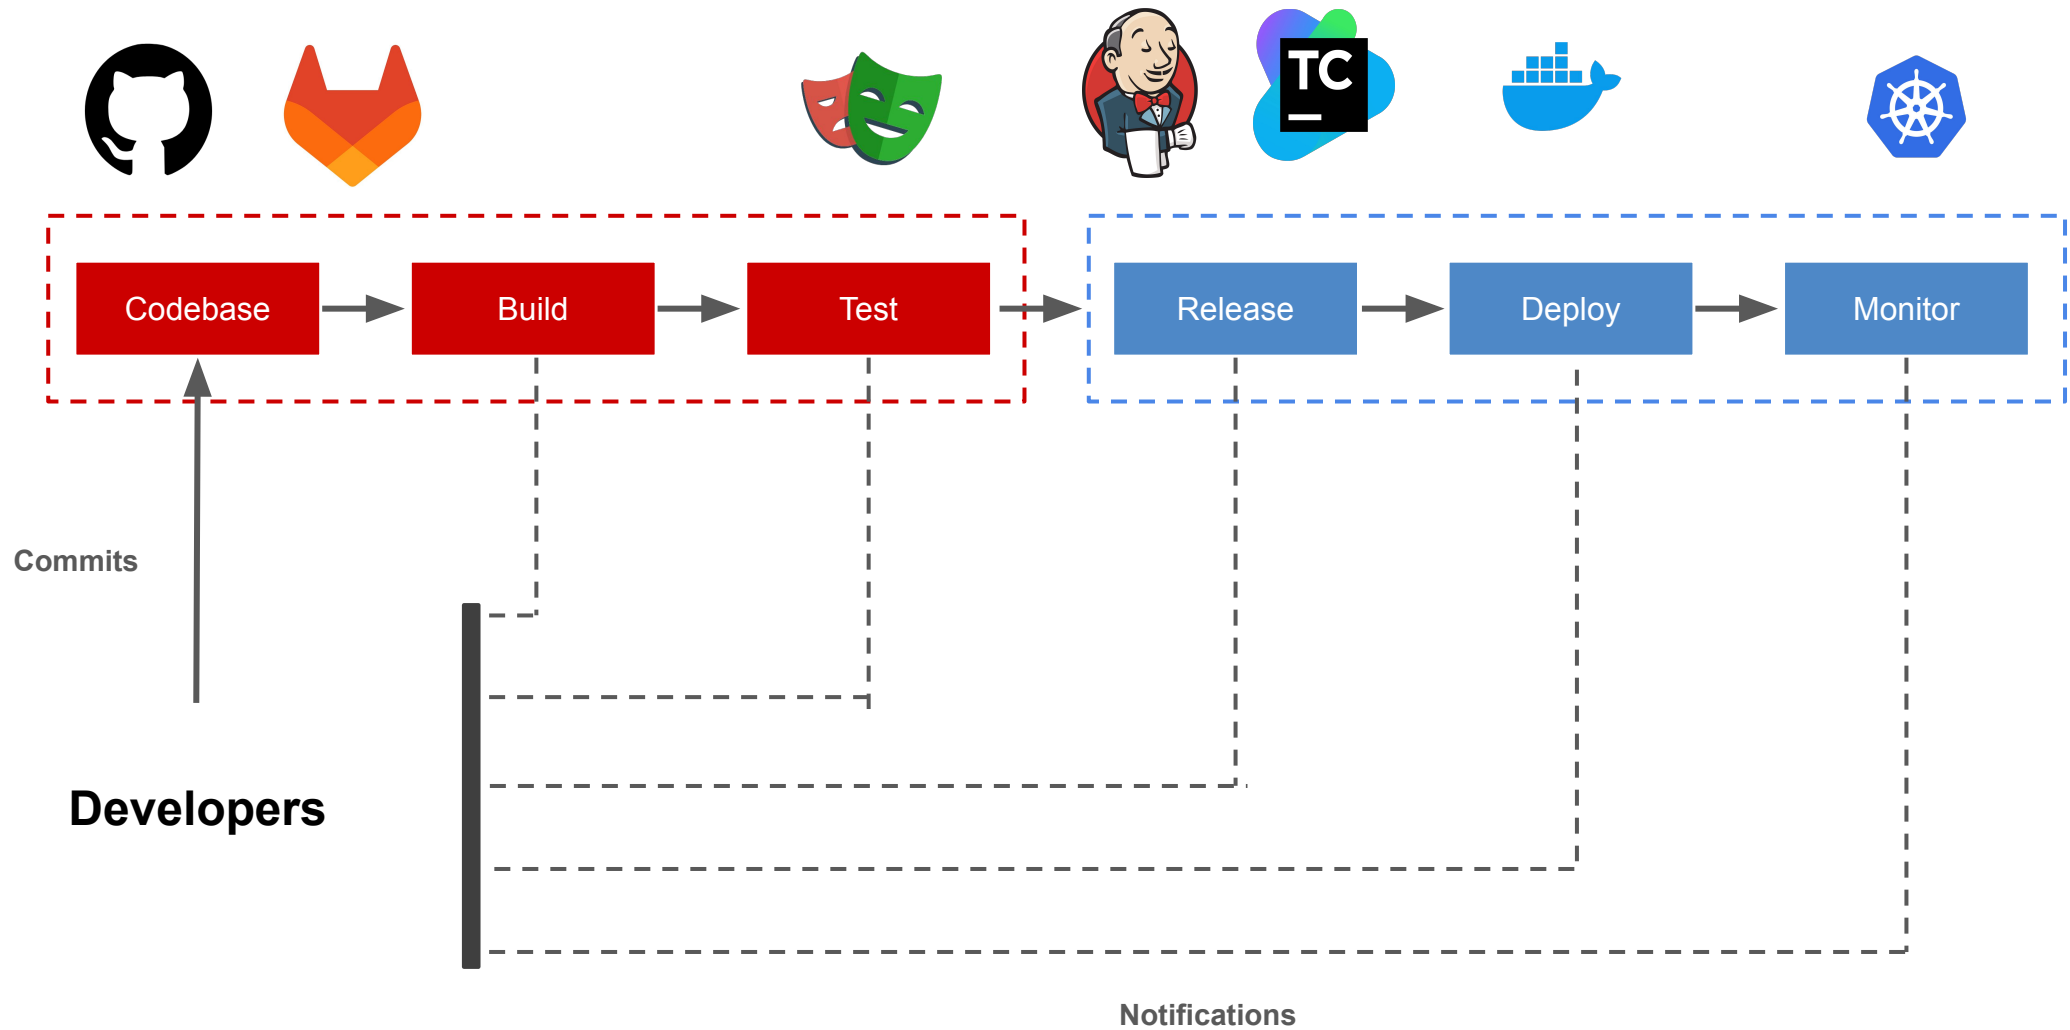 TC
Codebase
Build
Test
Release
Deploy
Monitor
Commits
Developers
Notifications